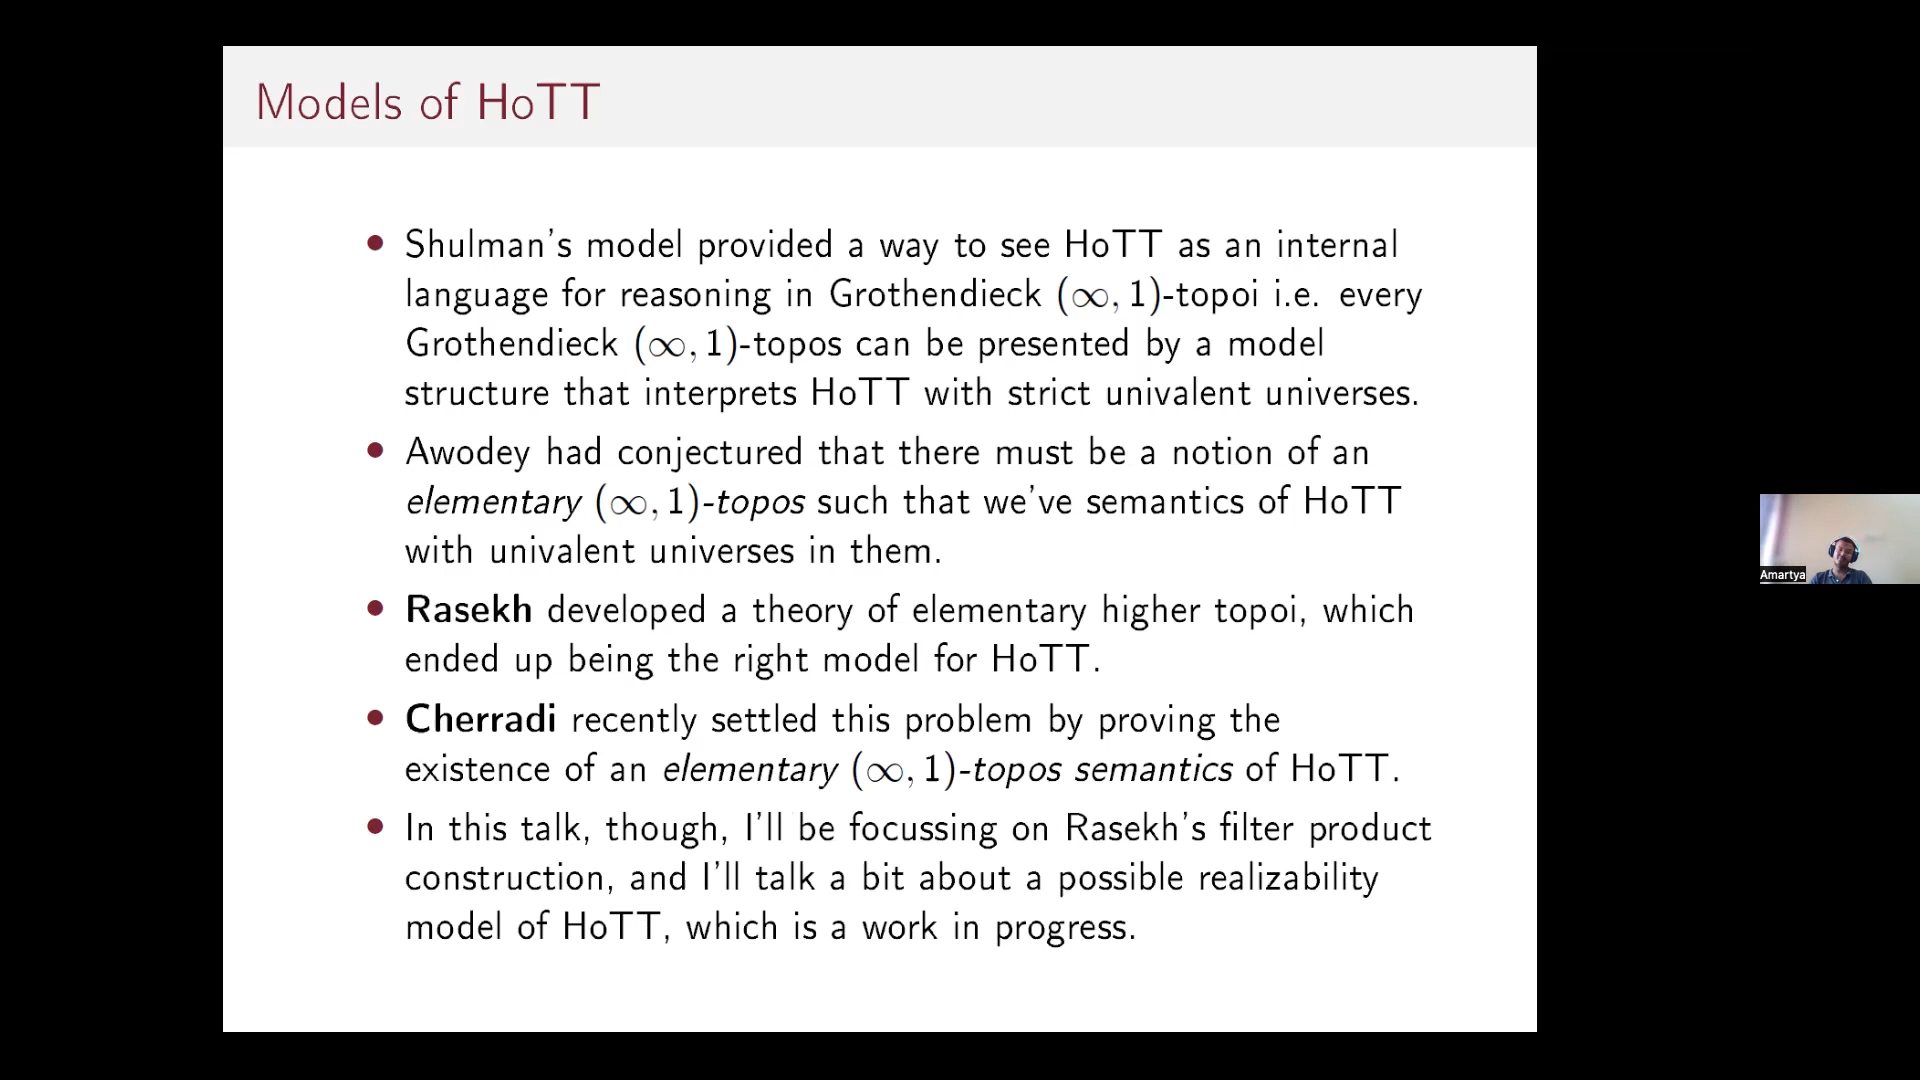 Models of HoTT
• Shulman's model provided a way to see HoTT as an internal
language for reasoning in Grothendieck (∞, 1)-topoi i.e. every
Grothendieck (∞, 1)-topos can be presented by a model
structure that interprets HoTT with strict univalent universes.
• Awodey had conjectured that there must be a notion of an
elementary (∞, 1)-topos such that we've semantics of HoTT
with univalent universes in them.
• Rasekh developed a theory of elementary higher topoi, which
ended up being the right model for HoTT.
• Cherradi recently settled this problem by proving the
existence of an elementary (∞, 1)-topos semantics of HoTT.
• In this talk, though, I'll be focussing on Rasekh's filter product
construction, and I'll talk a bit about a possible realizability
model of HoTT, which is a work in progress.
Amartya